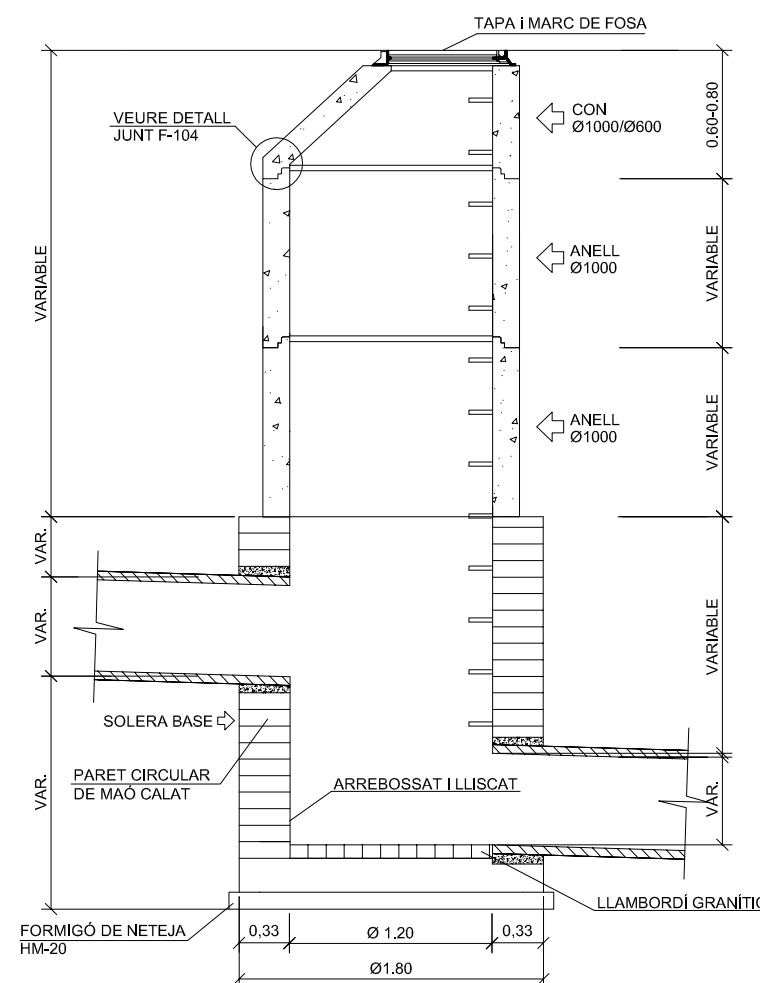 TAPA i MARC DE FOSA
VEURE DETALL
JUNT F-104
CON
Ø1000/Ø600
0.60-0.80
VARIABLE
ANELL
Ø1000
VARIABLE
ANELL
Ø1000
VARIABLE
VAR.
VAR.
VARIABLE
SOLERA BASE
PARET CIRCULAR
DE MAÓ CALAT
ARREBOSSAT I LLISCAT
VAR.
VAR.
LLAMBORDÍ GRANÍTIC
FORMIGÓ DE NETEJA
HM-20
0,33
Ø 1.20
0,33
Ø1.80